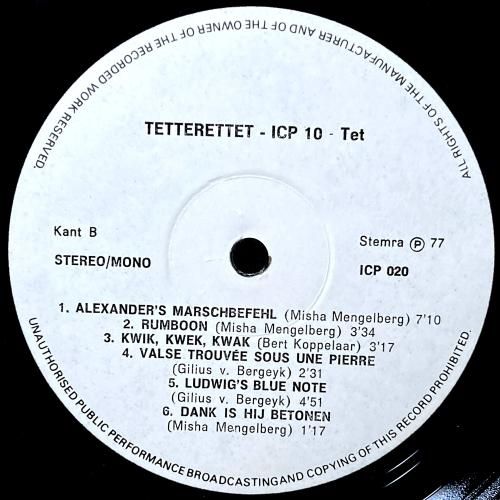 ALL RIGHTS OF THE MANUFACTURER AND OF THE OWNER OF THE RECORDED WORK RESERVED.
TETTERETTET - ICP 10 - Tet
Kant B
Stemra Ⓟ 77
STEREO/MONO
ICP 020
1. ALEXANDER'S MARSCHBEFEHL (Misha Mengelberg) 7'10
2. RUMBOON (Misha Mengelberg) 3'34
3. KWIK, KWEK, KWAK (Bert Koppelaar) 3'17
4. VALSE TROUVÉE SOUS UNE PIERRE
(Gilius v. Bergeyk) 2'31
5. LUDWIG'S BLUE NOTE
(Gilius v. Bergeyk) 4'51
6. DANK IS HIJ BETONEN
(Misha Mengelberg) 1'17
UNAUTHORISED PUBLIC PERFORMANCE BROADCASTING AND COPYING OF THIS RECORD PROHIBITED.